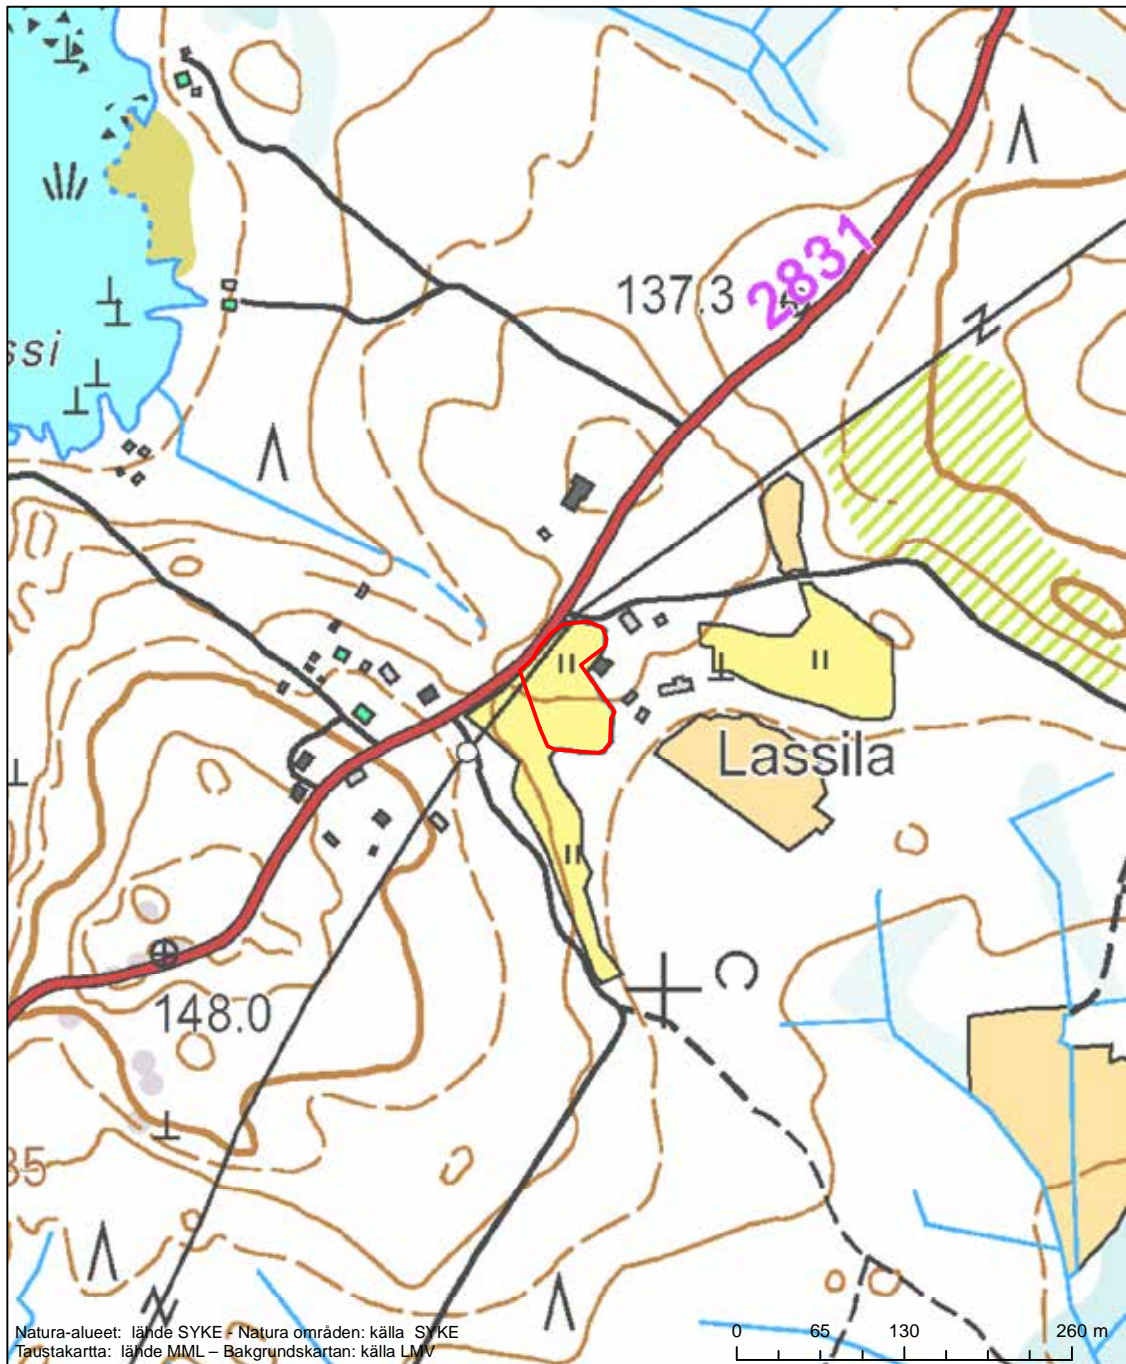 2831
137.3
ssi
Lassila
148.0
35
Natura-alueet: lähde SYKE - Natura områden: källa SYKE
Taustakartta: lähde MML – Bakgrundskartan: källa LMV
0 65 130 260 m